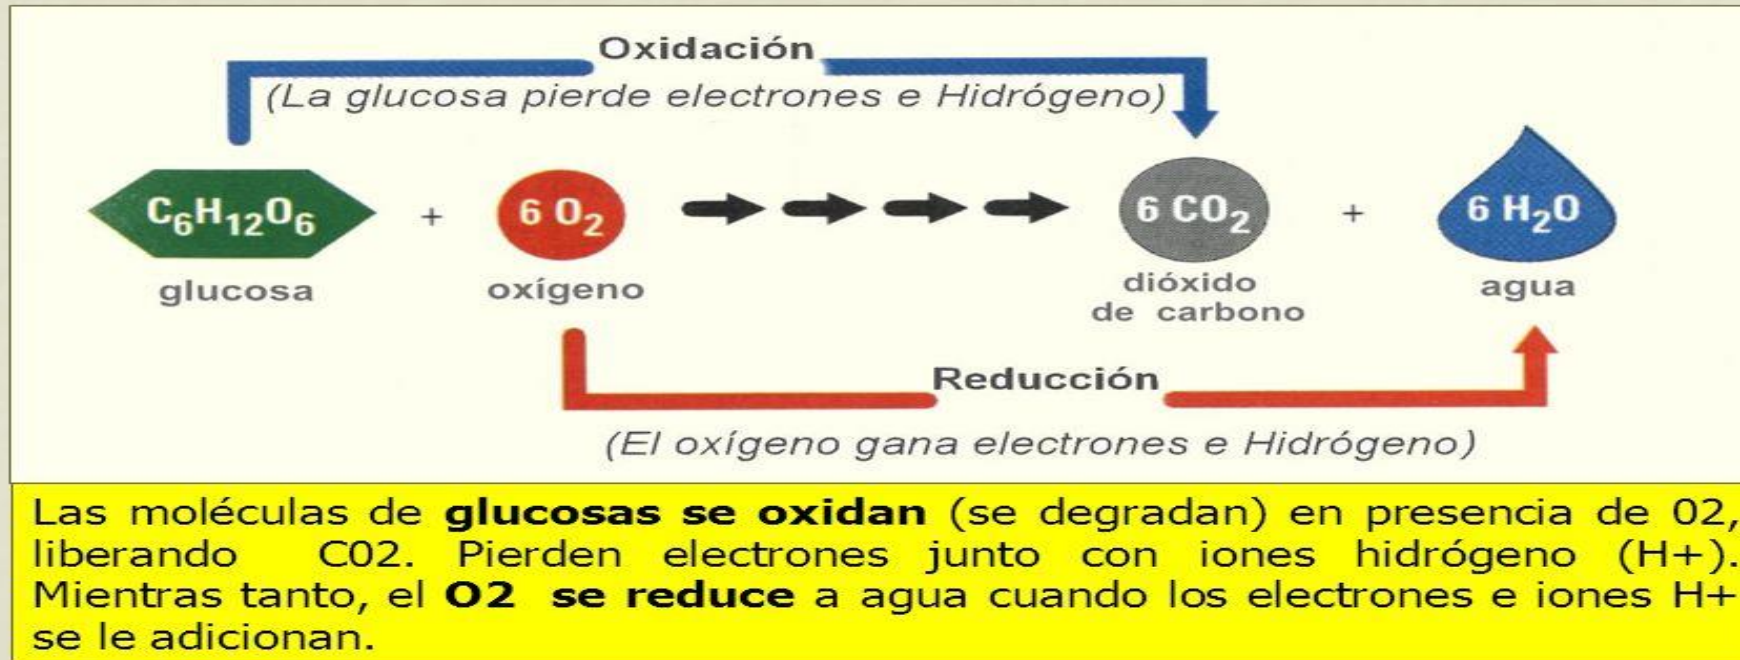 Oxidación
(La glucosa pierde electrones e Hidrógeno)
C₆H₁₂O₆ + 6 O₂ 6 CO₂ + 6 H₂O
glucosa oxígeno dióxido de carbono agua
Reducción
(El oxígeno gana electrones e Hidrógeno)
Las moléculas de glucosas se oxidan (se degradan) en presencia de 02,
liberando C02. Pierden electrones junto con iones hidrógeno (H+).
Mientras tanto, el O2 se reduce a agua cuando los electrones e iones H+
se le adicionan.